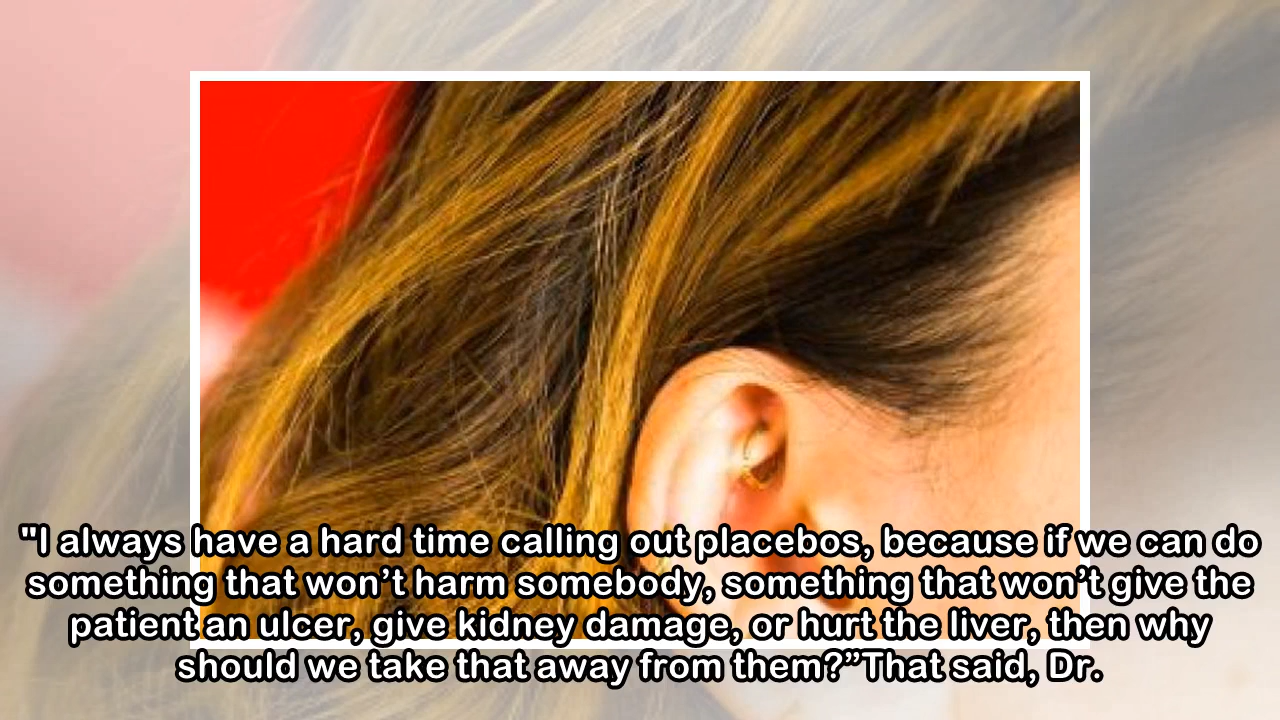 "I always have a hard time calling out placebos, because if we can do
something that won’t harm somebody, something that won’t give the
patient an ulcer, give kidney damage, or hurt the liver, then why
should we take that away from them?”That said, Dr.